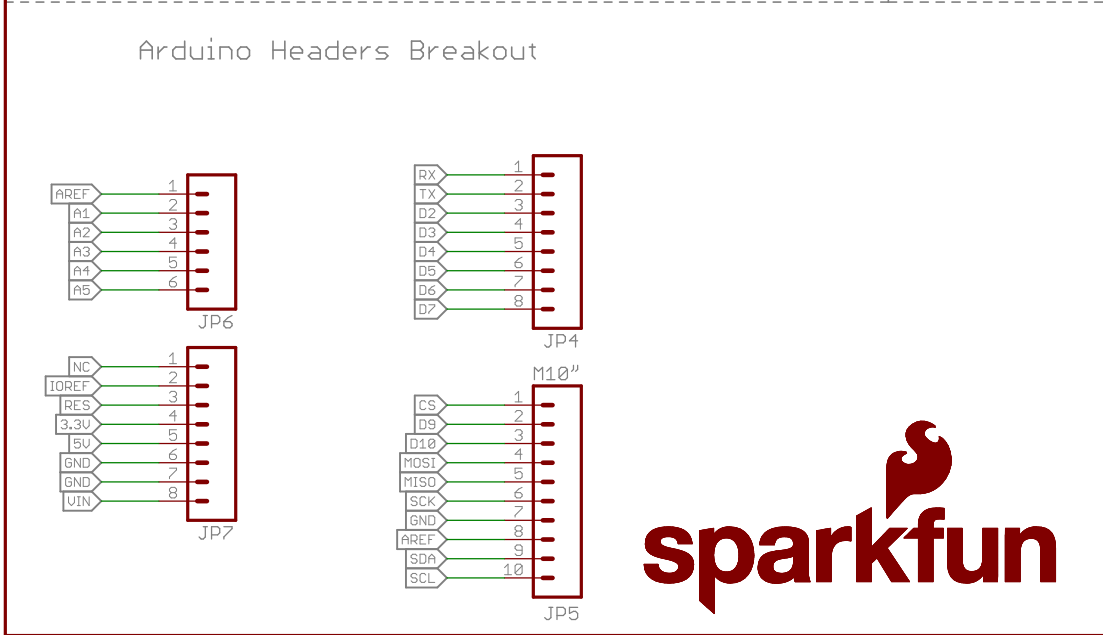 Arduino Headers Breakout
AREF 1
A1 2
A2 3
A3 4
A4 5
A5 6
JP6
NC 1
IOREF 2
RES 3
3.3V 4
5V 5
GND 6
GND 7
VIN 8
JP7
RX 1
TX 2
D2 3
D3 4
D4 5
D5 6
D6 7
D7 8
JP4
M10"
CS 1
D9 2
D10 3
MOSI 4
MISO 5
SCK 6
GND 7
AREF 8
SDA 9
SCL 10
JP5
sparkfun